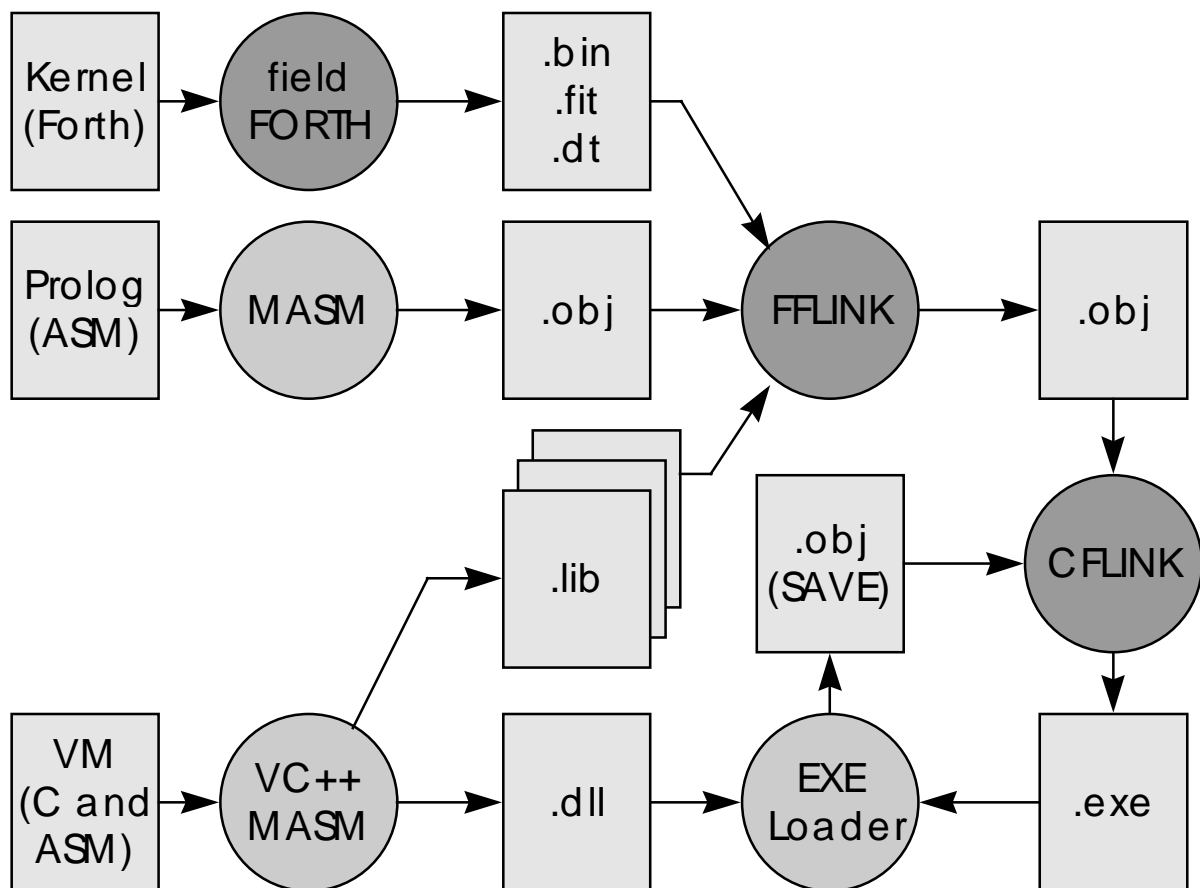 Kernel
(Forth)
field
FORTH
.bin
.fit
.dt
Prolog
(ASM)
MASM
.obj
FFLINK
.obj
.lib
.obj
(SAVE)
CFLINK
VM
(C and
ASM)
VC++
MASM
.dll
EXE
Loader
.exe